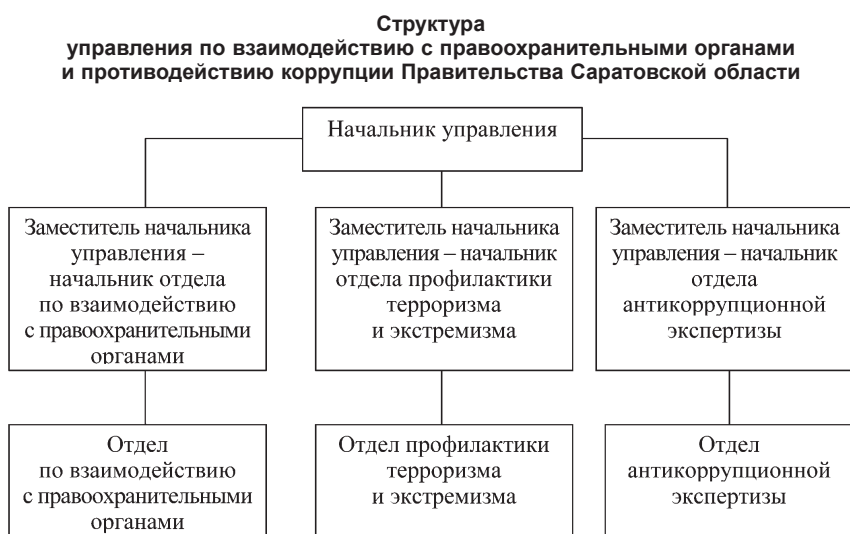 Структура
управления по взаимодействию с правоохранительными органами
и противодействию коррупции Правительства Саратовской области
Начальник управления
Заместитель начальника
управления –
начальник отдела
по взаимодействию
с правоохранительными
органами
Заместитель начальника
управления – начальник
отдела профилактики
терроризма
и экстремизма
Заместитель начальника
управления – начальник
отдела
антикоррупционной
экспертизы
Отдел
по взаимодействию
с правоохранительными
органами
Отдел профилактики
терроризма
и экстремизма
Отдел
антикоррупционной
экспертизы